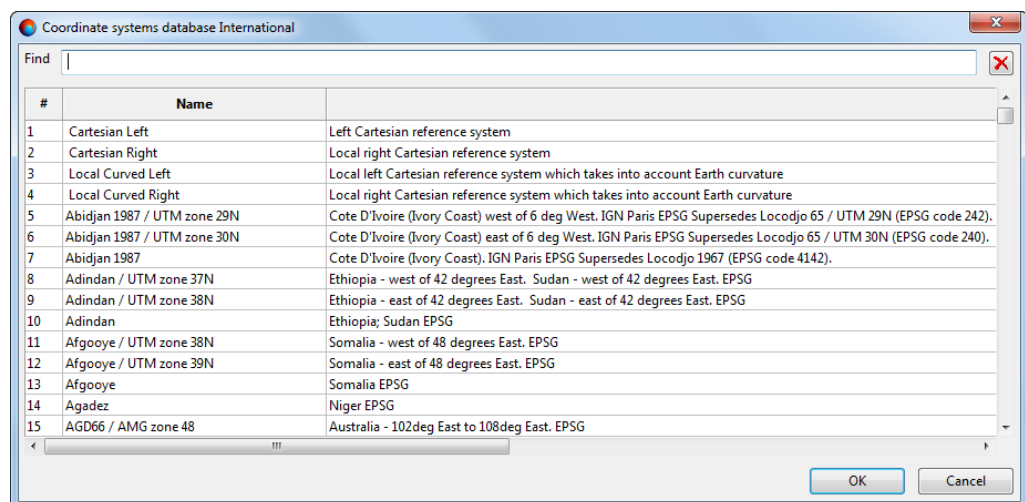 Coordinate systems database International
Find
# Name
1 Cartesian Left Left Cartesian reference system
2 Cartesian Right Local right Cartesian reference system
3 Local Curved Left Local left Cartesian reference system which takes into account Earth curvature
4 Local Curved Right Local right Cartesian reference system which takes into account Earth curvature
5 Abidjan 1987 / UTM zone 29N Cote D'Ivoire (Ivory Coast) west of 6 deg West. IGN Paris EPSG Supersedes Locodjo 65 / UTM 29N (EPSG code 242).
6 Abidjan 1987 / UTM zone 30N Cote D'Ivoire (Ivory Coast) east of 6 deg West. IGN Paris EPSG Supersedes Locodjo 65 / UTM 30N (EPSG code 240).
7 Abidjan 1987 Cote D'Ivoire (Ivory Coast). IGN Paris EPSG Supersedes Locodjo 1967 (EPSG code 4142).
8 Adindan / UTM zone 37N Ethiopia - west of 42 degrees East. Sudan - west of 42 degrees East. EPSG
9 Adindan / UTM zone 38N Ethiopia - east of 42 degrees East. Sudan - east of 42 degrees East. EPSG
10 Adindan Ethiopia; Sudan EPSG
11 Afgooye / UTM zone 38N Somalia - west of 48 degrees East. EPSG
12 Afgooye / UTM zone 39N Somalia - east of 48 degrees East. EPSG
13 Afgooye Somalia EPSG
14 Agadez Niger EPSG
15 AGD66 / AMG zone 48 Australia - 102deg East to 108deg East. EPSG
OK Cancel